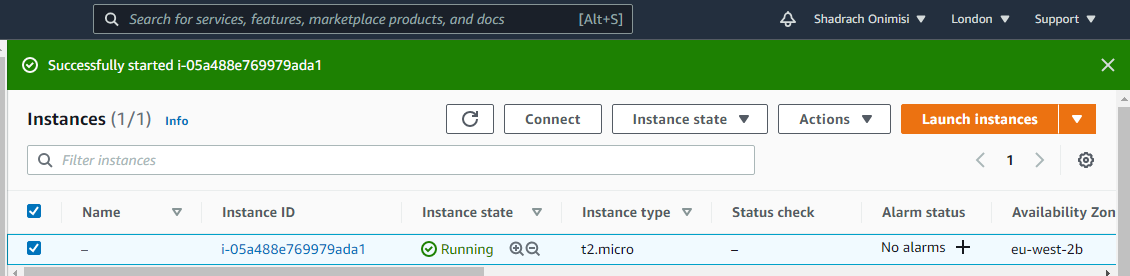 Search for services, features, marketplace products, and docs [Alt+S] Shadrach Onimisi London Support
Successfully started i-05a488e769979ada1
Instances (1/1) Info Connect Instance state Actions Launch instances
Filter instances 1
Name Instance ID Instance state Instance type Status check Alarm status Availability Zon
– i-05a488e769979ada1 Running t2.micro – No alarms + eu-west-2b